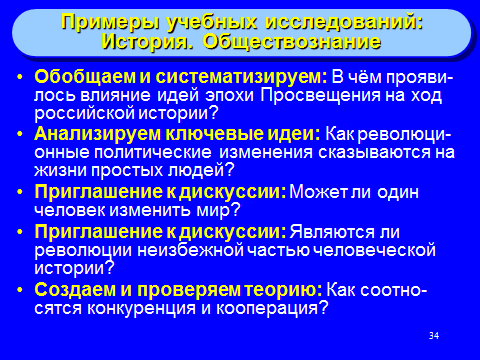 Примеры учебных исследований:
История. Обществознание
• Обобщаем и систематизируем: В чём прояви-
лось влияние идей эпохи Просвещения на ход
российской истории?
• Анализируем ключевые идеи: Как революци-
онные политические изменения сказываются на
жизни простых людей?
• Приглашение к дискуссии: Может ли один
человек изменить мир?
• Приглашение к дискуссии: Являются ли
революции неизбежной частью человеческой
истории?
• Создаем и проверяем теорию: Как соотно-
сятся конкуренция и кооперация?
34